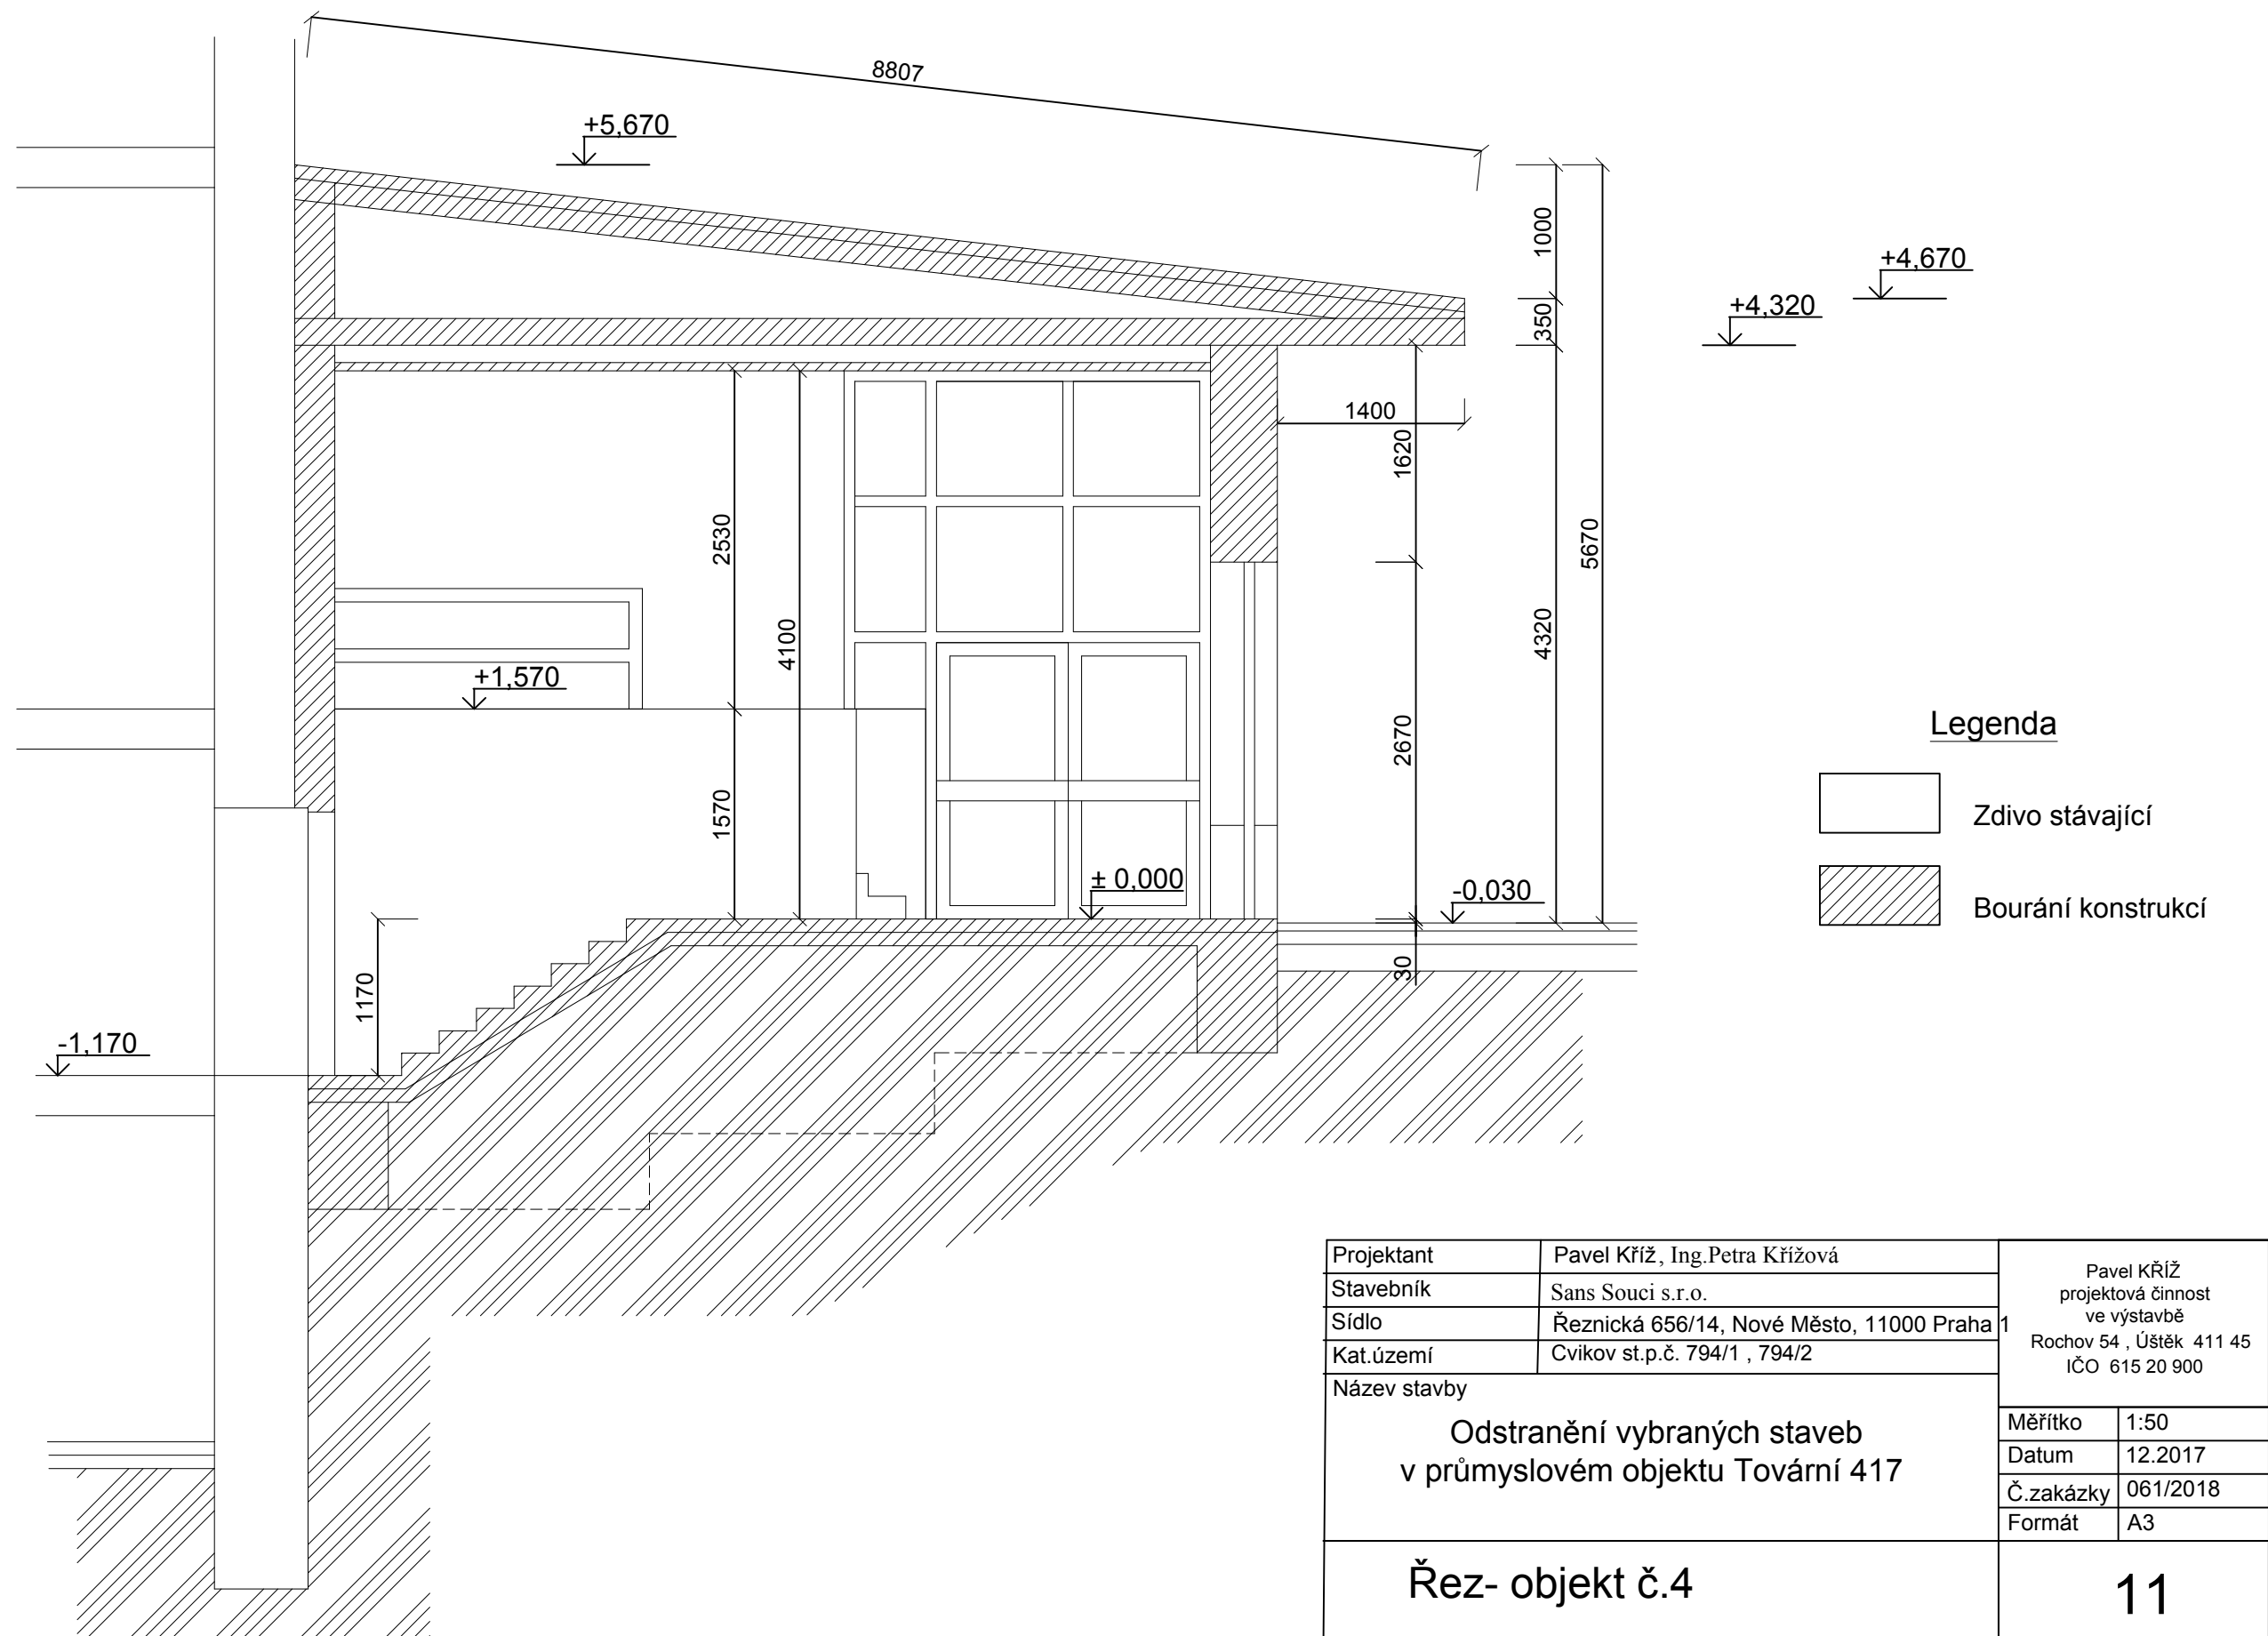 8807
+5,670
1000
+4,670
+4,320
350
1400
1620
2530
5670
4100
4320
+1,570
Legenda
2670
Zdivo stávající
1570
± 0,000
-0,030
Bourání konstrukcí
1170
30
-1,170
Projektant Pavel Kříž, Ing.Petra Křížová
Stavebník Sans Souci s.r.o.
Sídlo Řeznická 656/14, Nové Město, 11000 Praha 1
Kat.území Cvikov st.p.č. 794/1 , 794/2
Název stavby
Odstranění vybraných staveb
v průmyslovém objektu Tovární 417
Řez- objekt č.4
Pavel KŘÍŽ
projektová činnost
ve výstavbě
Rochov 54 , Úštěk 411 45
IČO 615 20 900
Měřítko 1:50
Datum 12.2017
Č.zakázky 061/2018
Formát A3
11